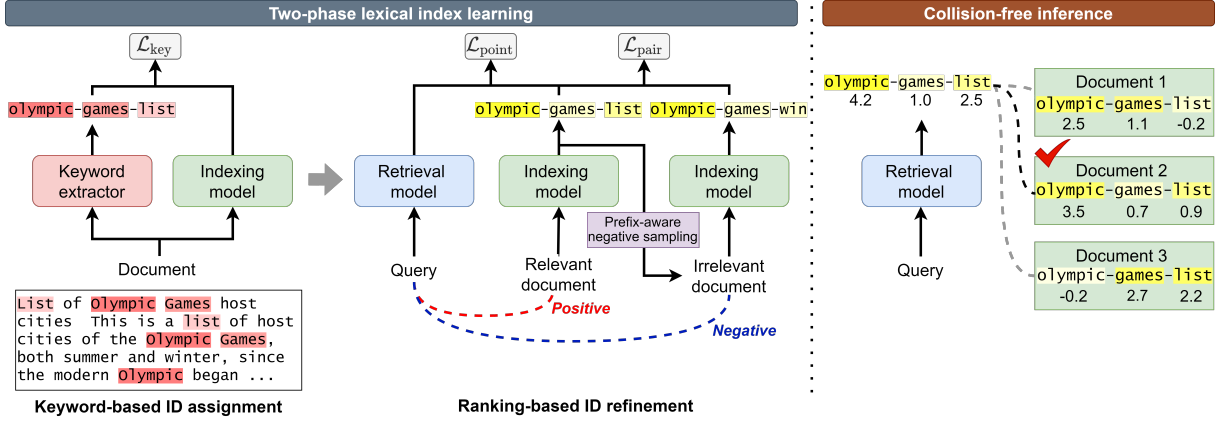 Two-phase lexical index learning
Collision-free inference
ℒkey
ℒpoint
ℒpair
olympic-games-list
olympic-games-list
olympic-games-win
Keyword
extractor
Indexing
model
Retrieval
model
Indexing
model
Indexing
model
Prefix-aware
negative sampling
Document
Query
Relevant
document
Irrelevant
document
Positive
Negative
List of Olympic Games host
cities This is a list of host
cities of the Olympic Games,
both summer and winter, since
the modern Olympic began ...
Keyword-based ID assignment
Ranking-based ID refinement
olympic-games-list
4.2 1.0 2.5
Retrieval
model
Query
Document 1
olympic-games-list
2.5 1.1 -0.2
Document 2
olympic-games-list
3.5 0.7 0.9
Document 3
olympic-games-list
-0.2 2.7 2.2